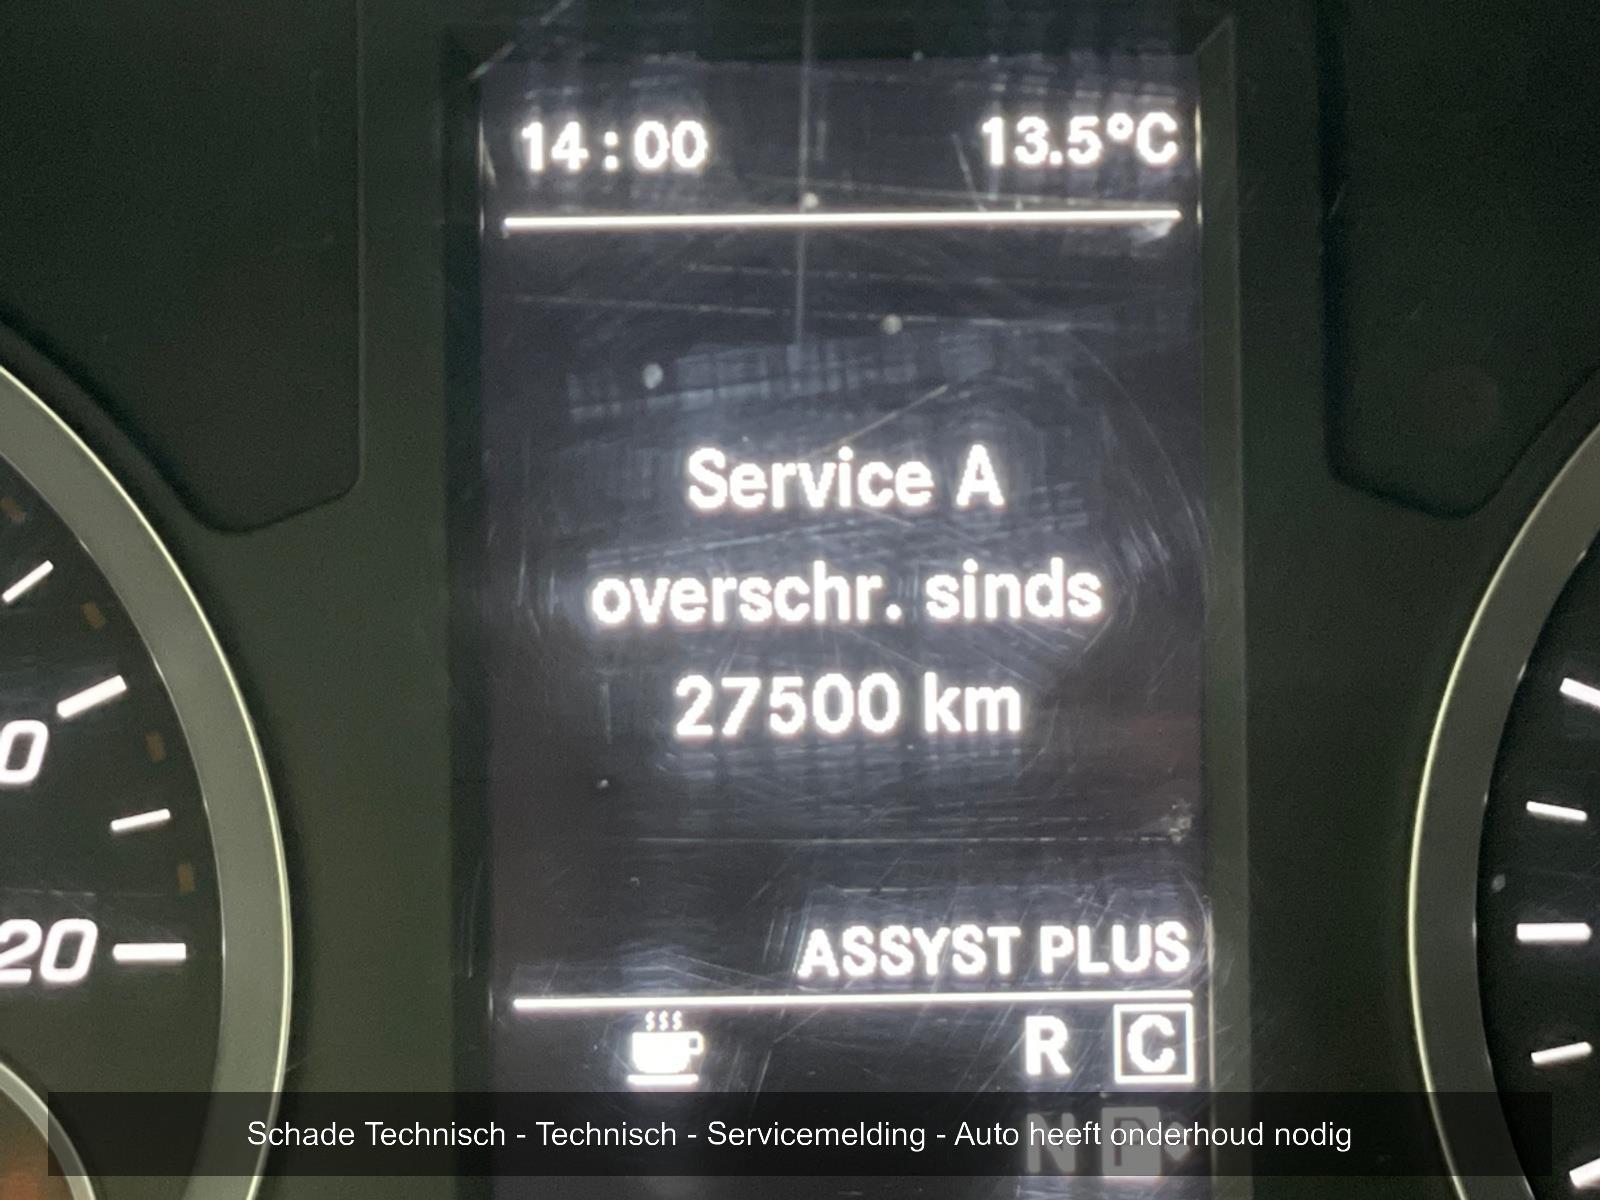 14:00 13.5°C
Service A
overschr. sinds
27500 km
ASSYST PLUS
R C
N P
0
20
Schade Technisch - Technisch - Servicemelding - Auto heeft onderhoud nodig